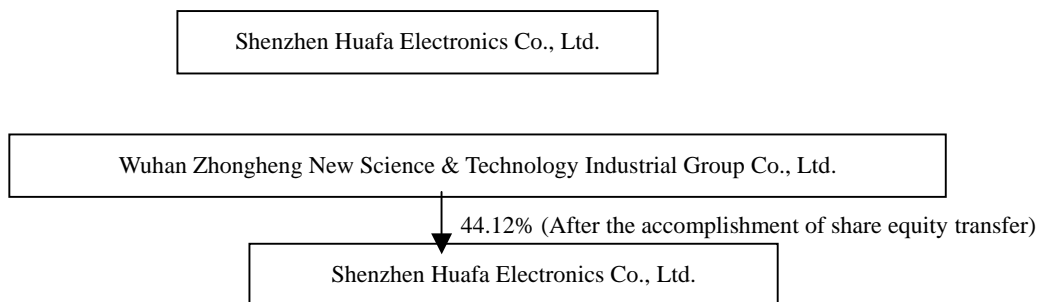 Shenzhen Huafa Electronics Co., Ltd.
Wuhan Zhongheng New Science & Technology Industrial Group Co., Ltd.
44.12% (After the accomplishment of share equity transfer)
Shenzhen Huafa Electronics Co., Ltd.